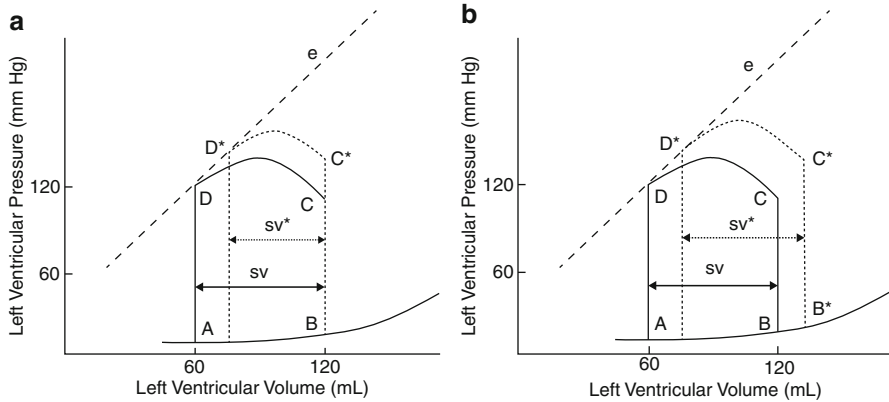 a
Left Ventricular Pressure (mm Hg)
e
D*
C*
120
D
C
sv*
60
sv
A
B
60
120
Left Ventricular Volume (mL)
b
Left Ventricular Pressure (mm Hg)
e
D*
C*
120
D
C
sv*
60
sv
B*
A
B
60
120
Left Ventricular Volume (mL)